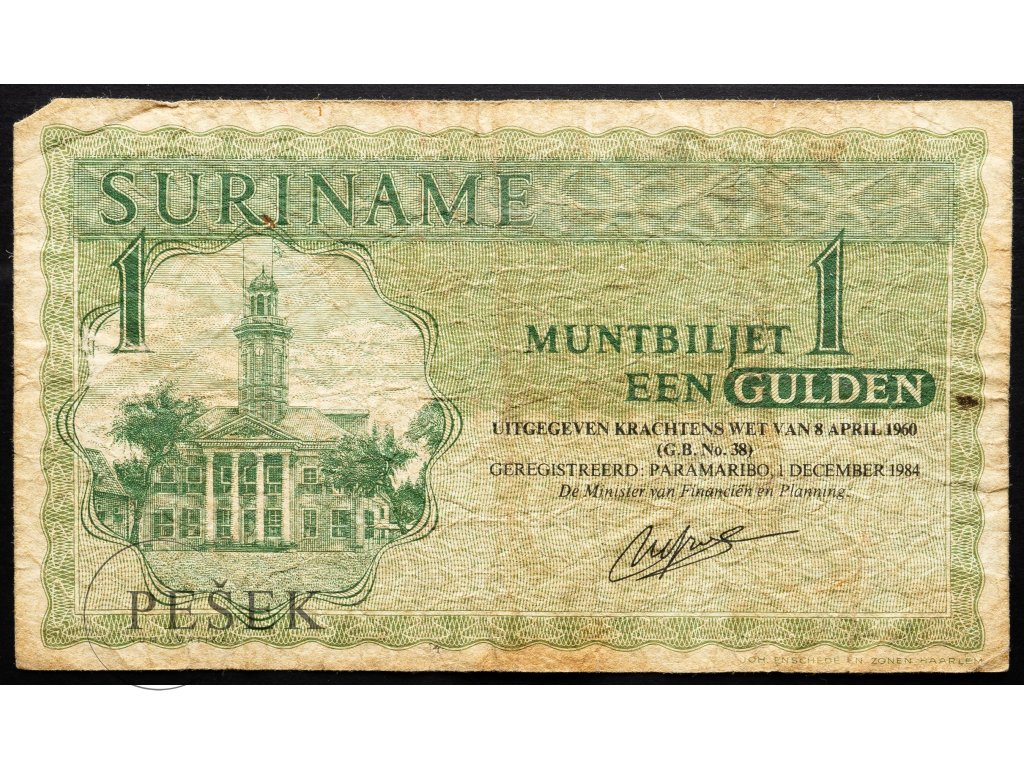 SURINAME
1
1
MUNTBILJET
EEN GULDEN
UITGEGEVEN KRACHTENS WET VAN 8 APRIL 1960
(G.B. No. 38)
GEREGISTREERD: PARAMARIBO, 1 DECEMBER 1984
De Minister van Financiën en Planning.
PEŠEK
JOH. ENSCHEDÉ EN ZONEN HAARLEM